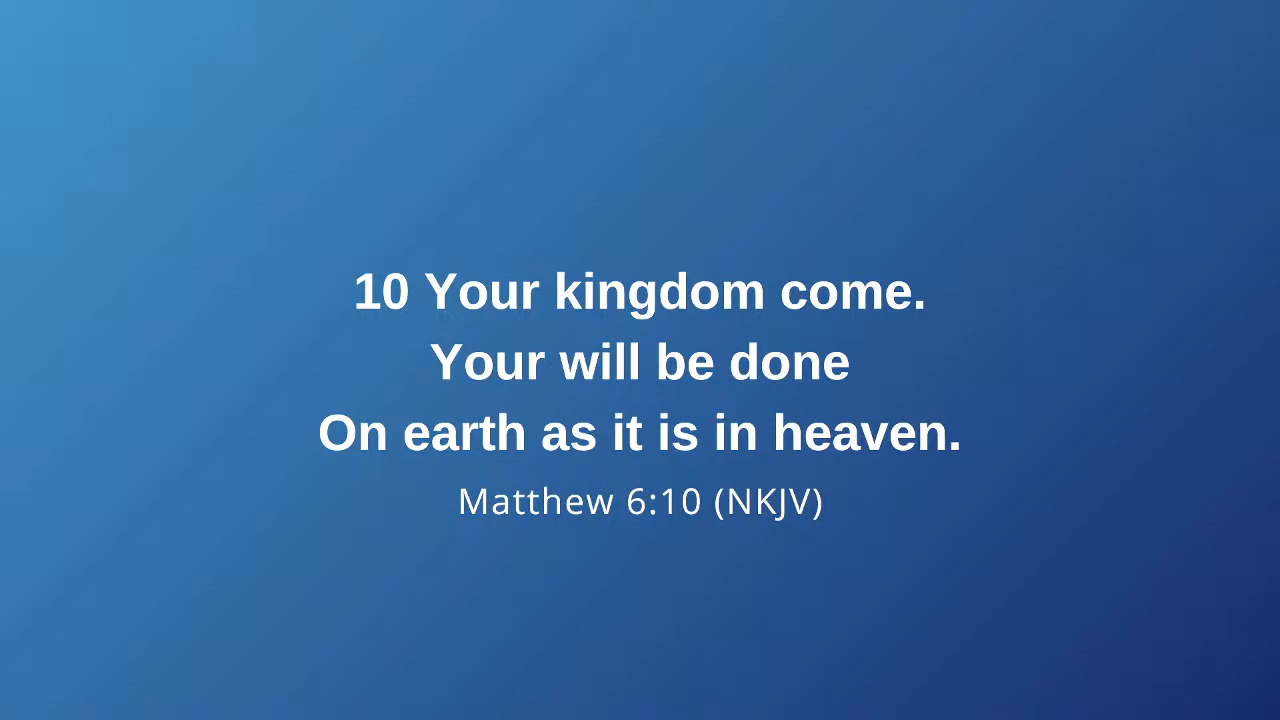 10 Your kingdom come.
Your will be done
On earth as it is in heaven.
Matthew 6:10 (NKJV)